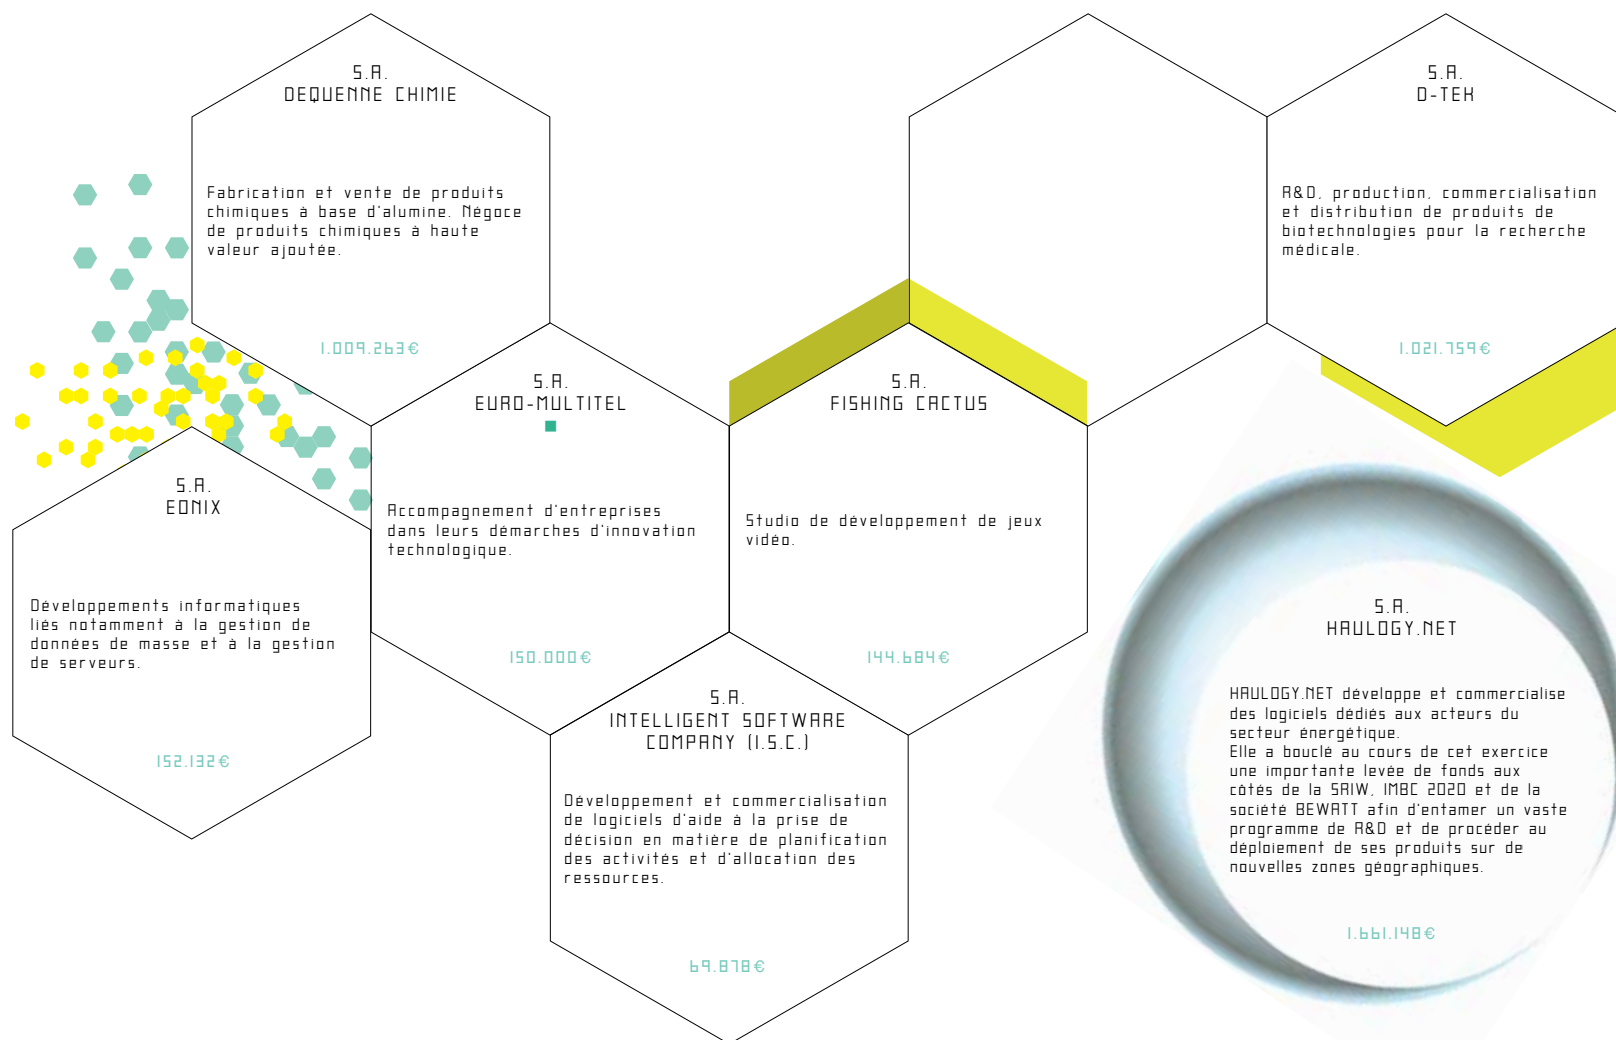 S.A.
DEQUENNE CHIMIE
Fabrication et vente de produits
chimiques à base d'alumine. Négoce
de produits chimiques à haute
valeur ajoutée.
1.009.263€
S.A.
D-TEK
R&D, production, commercialisation
et distribution de produits de
biotechnologies pour la recherche
médicale.
1.021.759€
S.A.
EURO-MULTITEL
Accompagnement d'entreprises
dans leurs démarches d'innovation
technologique.
150.000€
S.A.
FISHING CACTUS
Studio de développement de jeux
vidéo.
144.684€
S.A.
EONIX
Développements informatiques
liés notamment à la gestion de
données de masse et à la gestion
de serveurs.
152.132€
S.A.
INTELLIGENT SOFTWARE
COMPANY (I.S.C.)
Développement et commercialisation
de logiciels d'aide à la prise de
décision en matière de planification
des activités et d'allocation des
ressources.
69.878€
S.A.
HAULOGY.NET
HAULOGY.NET développe et commercialise
des logiciels dédiés aux acteurs du
secteur énergétique.
Elle a bouclé au cours de cet exercice
une importante levée de fonds aux
côtés de la SRIW, IMBC 2020 et de la
société BEWATT afin d'entamer un vaste
programme de R&D et de procéder au
déploiement de ses produits sur de
nouvelles zones géographiques.
1.661.148€